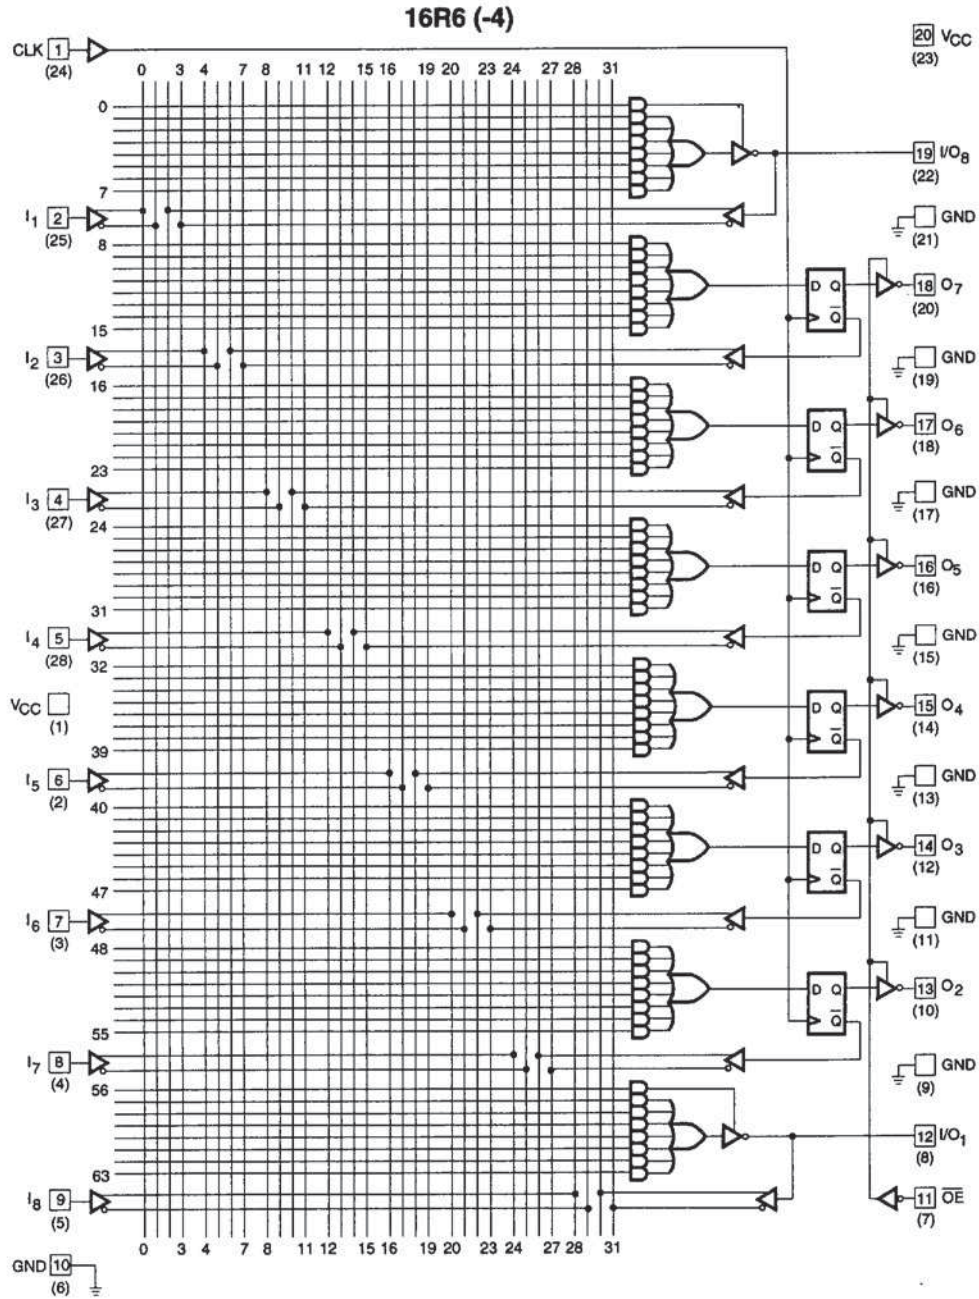 16R6 (-4)
CLK 1 (24)
20 VCC (23)
0 3 4 7 8 11 12 15 16 19 20 23 24 27 28 31
0
19 I/O8 (22)
7
I1 2 (25)
GND (21)
8
D Q Q̅
18 O7 (20)
15
I2 3 (26)
GND (19)
16
D Q Q̅
17 O6 (18)
23
I3 4 (27)
GND (17)
24
D Q Q̅
16 O5 (16)
31
I4 5 (28)
GND (15)
32
VCC (1)
D Q Q̅
15 O4 (14)
39
I5 6 (2)
GND (13)
40
D Q Q̅
14 O3 (12)
47
I6 7 (3)
GND (11)
48
D Q Q̅
13 O2 (10)
55
I7 8 (4)
GND (9)
56
12 I/O1 (8)
63
I8 9 (5)
11 O̅E̅ (7)
0 3 4 7 8 11 12 15 16 19 20 23 24 27 28 31
GND 10 (6)